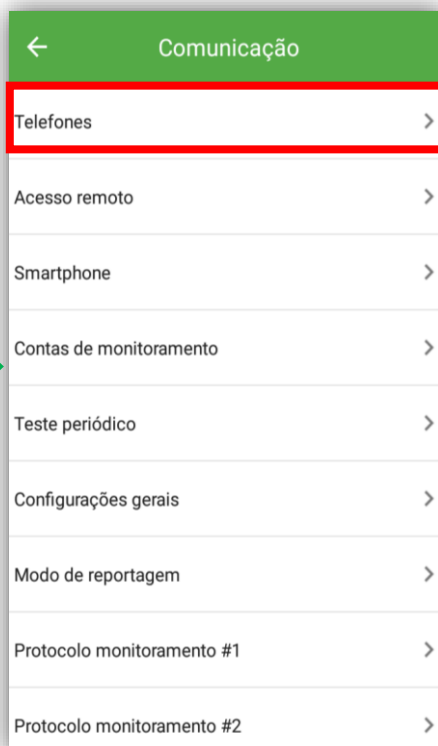 Comunicação
Telefones
Acesso remoto
Smartphone
Contas de monitoramento
Teste periódico
Configurações gerais
Modo de reportagem
Protocolo monitoramento #1
Protocolo monitoramento #2